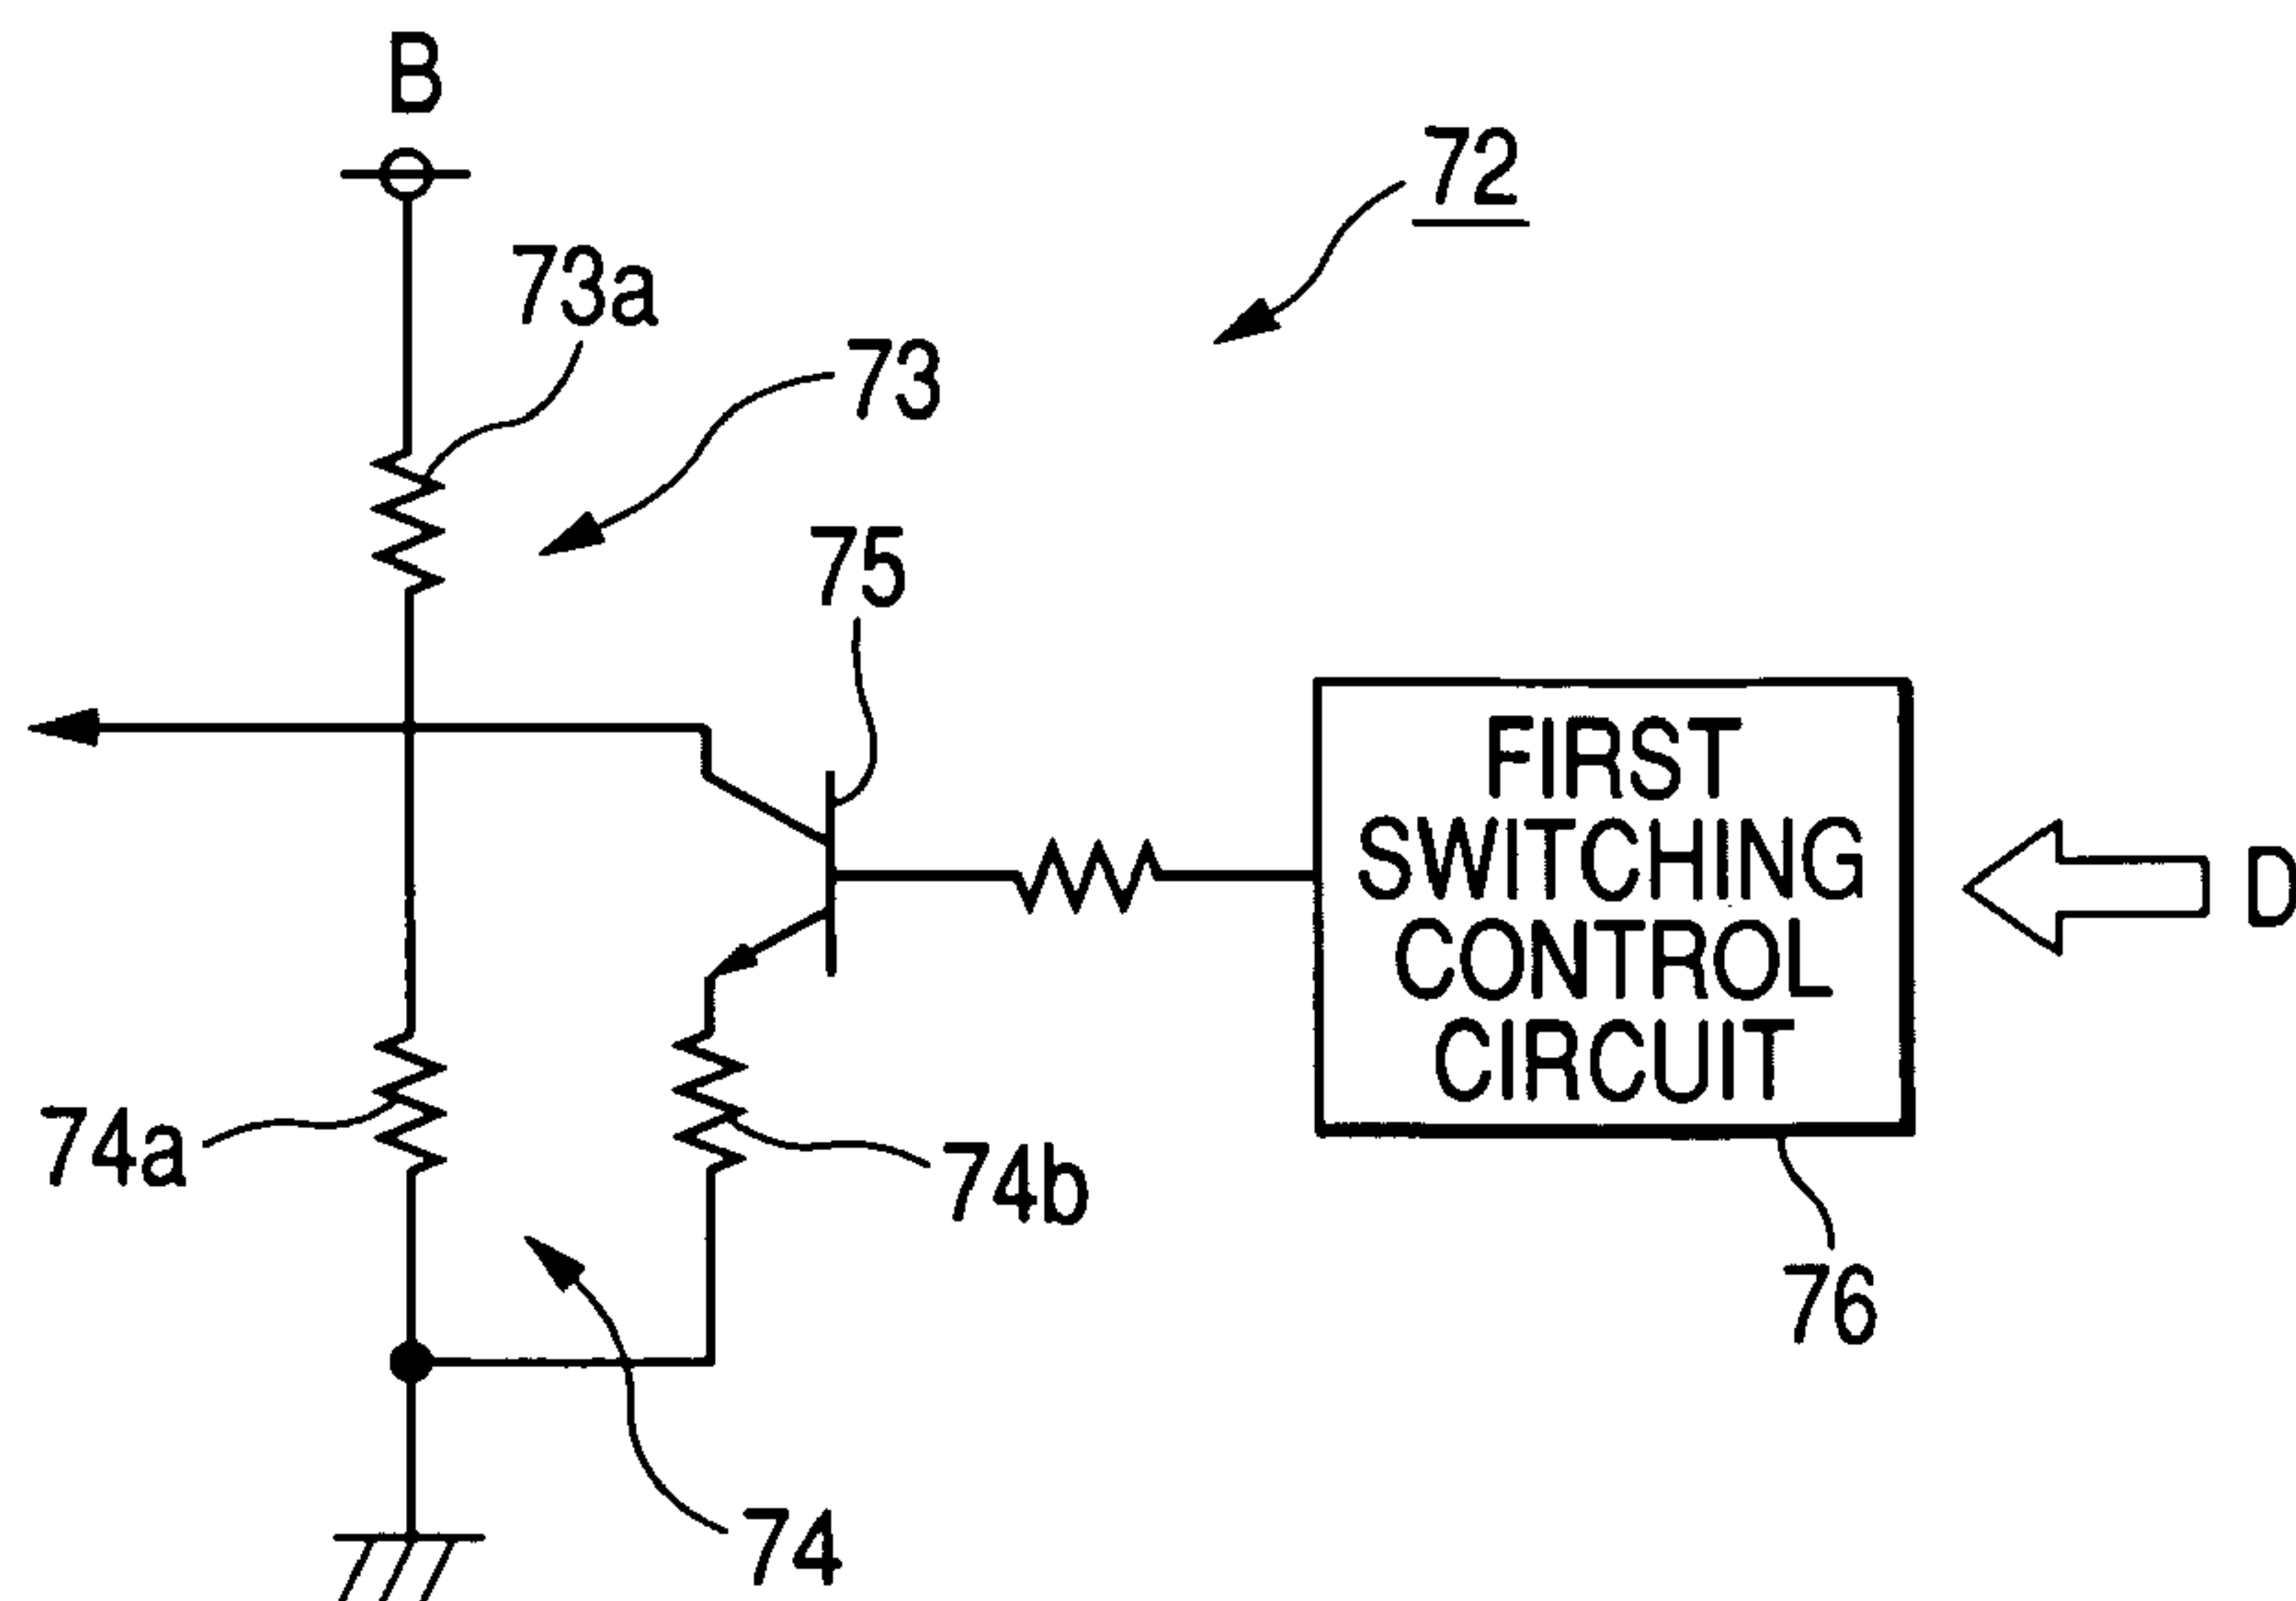 B
72
73a
73
75
FIRST
SWITCHING
CONTROL
CIRCUIT
D
74a
74b
76
74